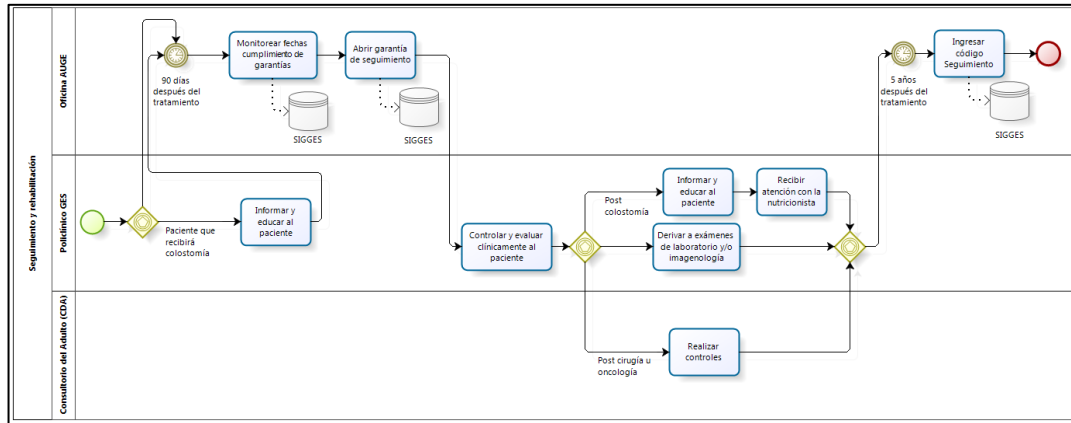 Seguimiento y rehabilitación
Oficina AUGE
90 días
después del
tratamiento
Monitorear fechas
cumplimiento de
garantías
SIGGES
Abrir garantía
de seguimiento
SIGGES
5 años
después del
tratamiento
Ingresar
código
Seguimiento
SIGGES
Policlínico GES
Paciente que
recibirá
colostomía
Informar y
educar al
paciente
Controlar y evaluar
clínicamente al
paciente
Post
colostomía
Informar y
educar al
paciente
Recibir
atención con la
nutricionista
Derivar a exámenes
de laboratorio y/o
imagenología
Consultorio del Adulto (CDA)
Post cirugía u
oncología
Realizar
controles